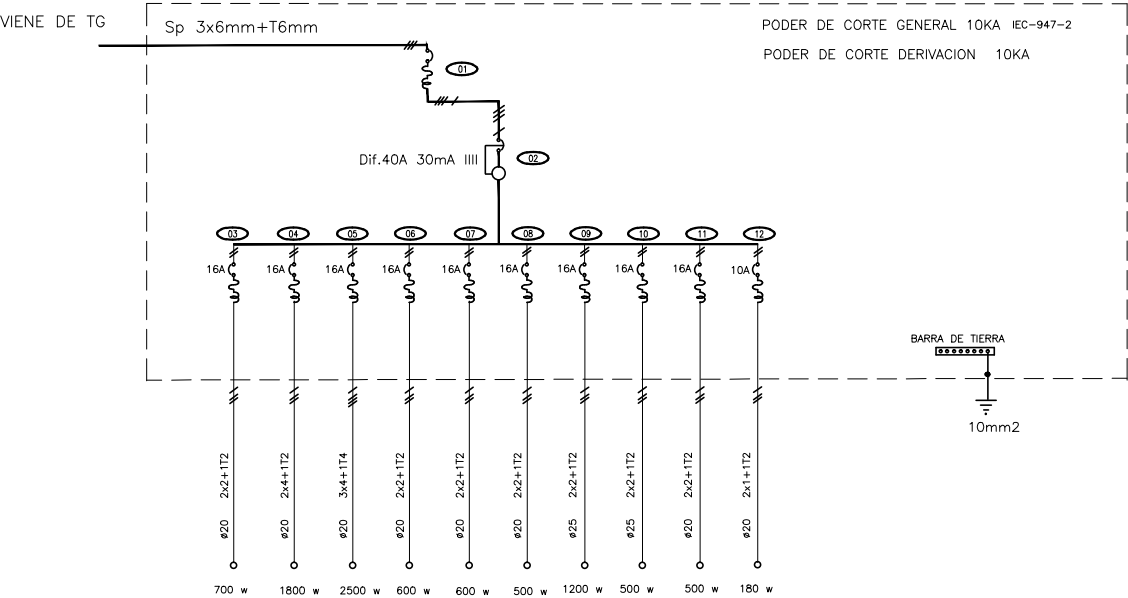 VIENE DE TG
Sp 3x6mm+T6mm
PODER DE CORTE GENERAL 10KA IEC-947-2
PODER DE CORTE DERIVACION 10KA
01
Dif.40A 30mA IIII
02
03 04 05 06 07 08 09 10 11 12
16A 16A 16A 16A 16A 16A 16A 16A 16A 10A
BARRA DE TIERRA
10mm2
2x2+1T2
2x4+1T2
3x4+1T4
2x2+1T2
2x2+1T2
2x2+1T2
2x2+1T2
2x2+1T2
2x2+1T2
2x1+1T2
ø20
ø20
ø20
ø20
ø20
ø20
ø25
ø25
ø20
ø20
700 w 1800 w 2500 w 600 w 600 w 500 w 1200 w 500 w 500 w 180 w